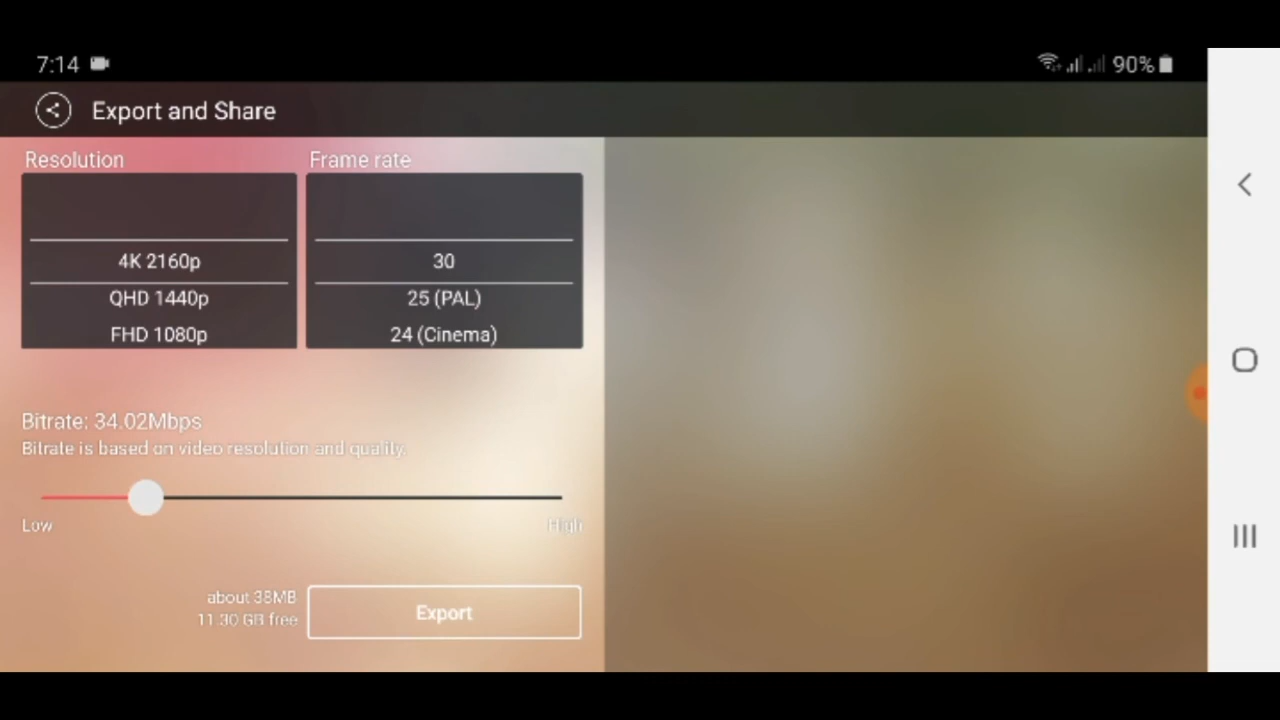 7:14
90%
Export and Share
Resolution
Frame rate
4K 2160p
30
QHD 1440p
25 (PAL)
FHD 1080p
24 (Cinema)
Bitrate: 34.02Mbps
Bitrate is based on video resolution and quality.
Low
High
about 38MB
11.30 GB free
Export